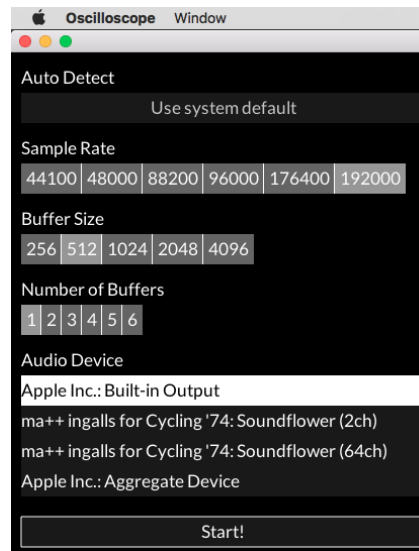 Oscilloscope Window
Auto Detect
Use system default
Sample Rate
44100 48000 88200 96000 176400 192000
Buffer Size
256 512 1024 2048 4096
Number of Buffers
1 2 3 4 5 6
Audio Device
Apple Inc.: Built-in Output
ma++ ingalls for Cycling '74: Soundflower (2ch)
ma++ ingalls for Cycling '74: Soundflower (64ch)
Apple Inc.: Aggregate Device
Start!